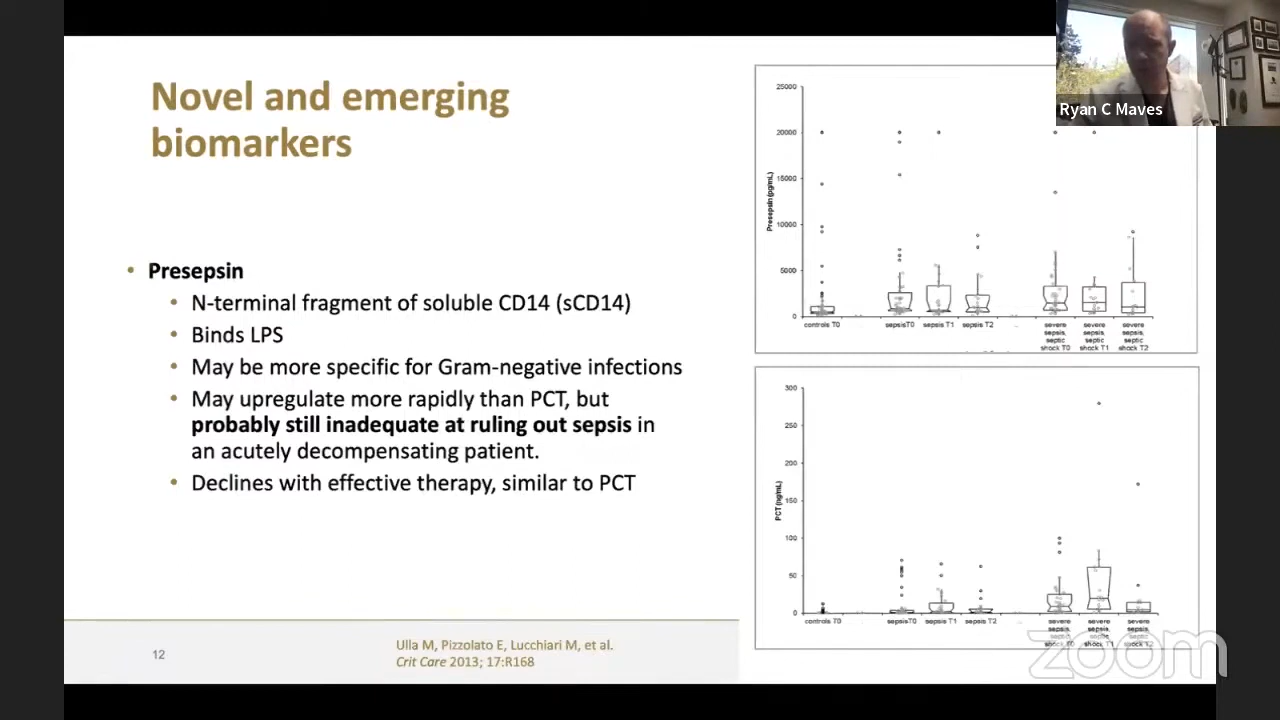 Novel and emerging
biomarkers
• Presepsin
• N-terminal fragment of soluble CD14 (sCD14)
• Binds LPS
• May be more specific for Gram-negative infections
• May upregulate more rapidly than PCT, but
probably still inadequate at ruling out sepsis in
an acutely decompensating patient.
• Declines with effective therapy, similar to PCT
12
Ulla M, Pizzolato E, Lucchiari M, et al.
Crit Care 2013; 17:R168
Ryan C Maves
25000
20000
15000
10000
5000
0
Presepsin (pg/mL)
controls T0
sepsisT0
sepsis T1
sepsis T2
severe
sepsis,
septic
shock T0
severe
sepsis,
septic
shock T1
severe
sepsis,
septic
shock T2
300
250
200
150
100
50
0
PCT (ng/mL)
controls T0
sepsisT0
sepsis T1
sepsis T2
severe
sepsis,
septic
shock T0
severe
sepsis,
septic
shock T1
severe
sepsis,
septic
shock T2
zoom